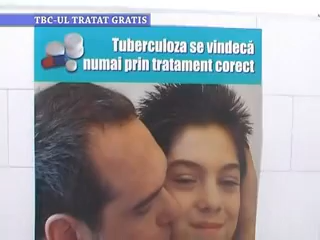 TBC-UL TRATAT GRATIS
Tuberculoza se vindecă
numai prin tratament corect